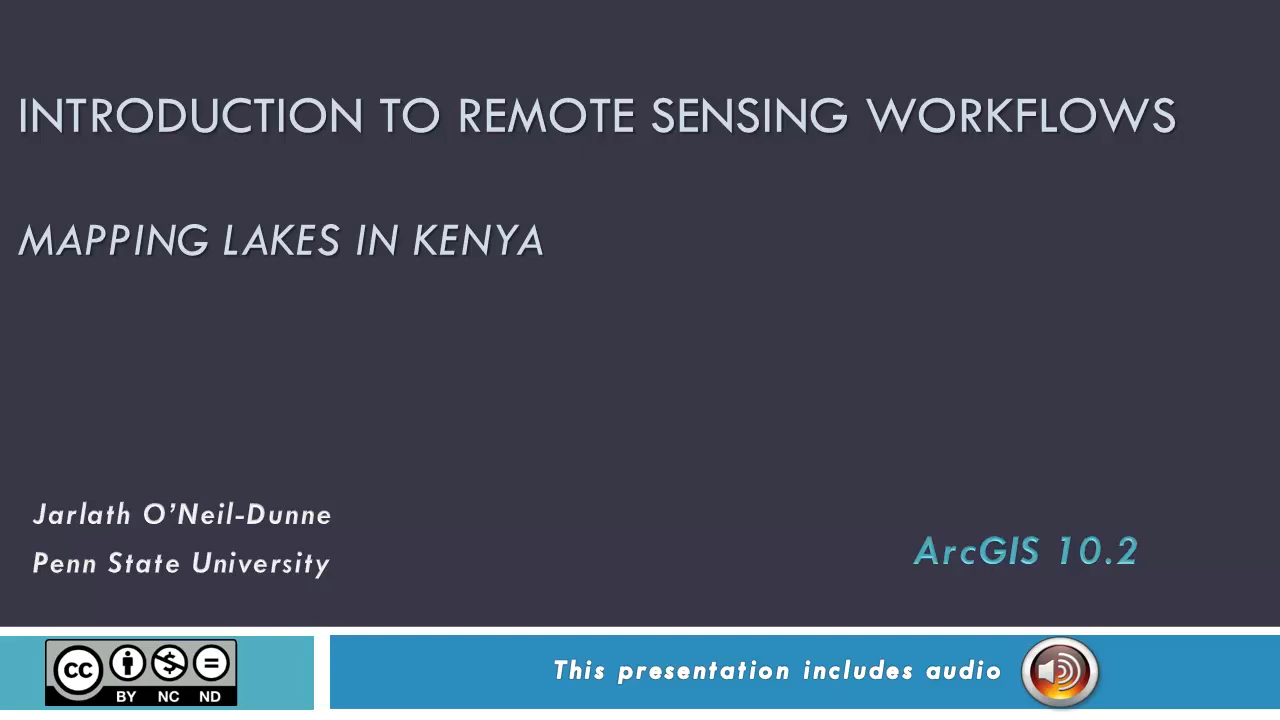 INTRODUCTION TO REMOTE SENSING WORKFLOWS
MAPPING LAKES IN KENYA
Jarlath O’Neil-Dunne
Penn State University
ArcGIS 10.2
This presentation includes audio
cc
BY NC ND